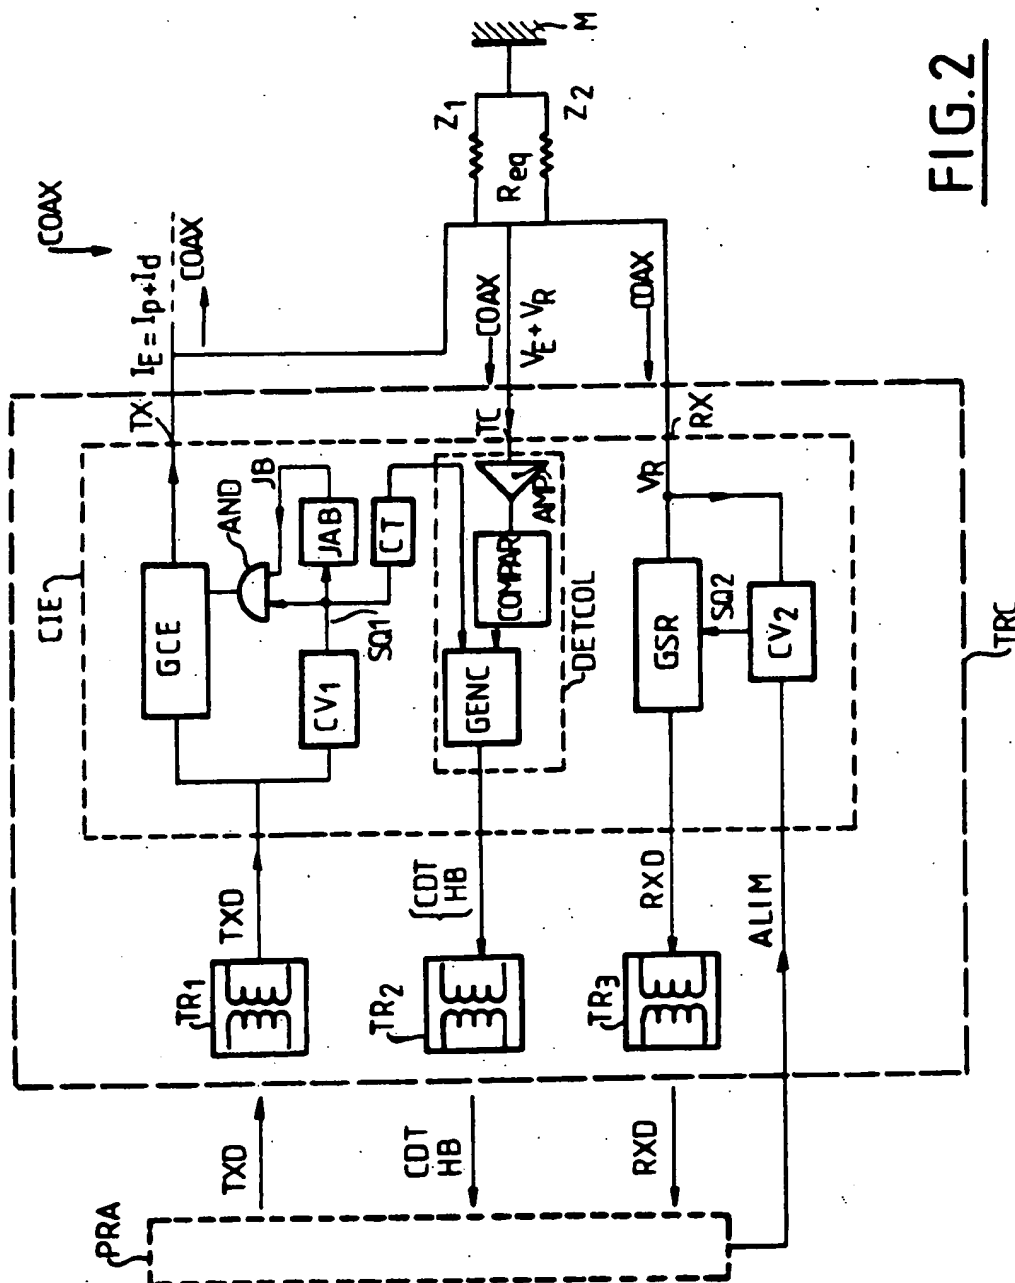 FIG.2
COAX
I_E = I_p + I_d
COAX
TX
CIE
GCE
AND
JB
JAB
CT
CV1
SQ1
TXD
TR1
TXD
PRA
M
Z1
Req
Z2
COAX
V_E + V_R
TC
AMP
COMPAR
GENC
DETCOL
CDT
HB
TR2
CDT
HB
COAX
RX
VR
GSR
SQ2
CV2
RXD
TR3
RXD
ALIM
TRC